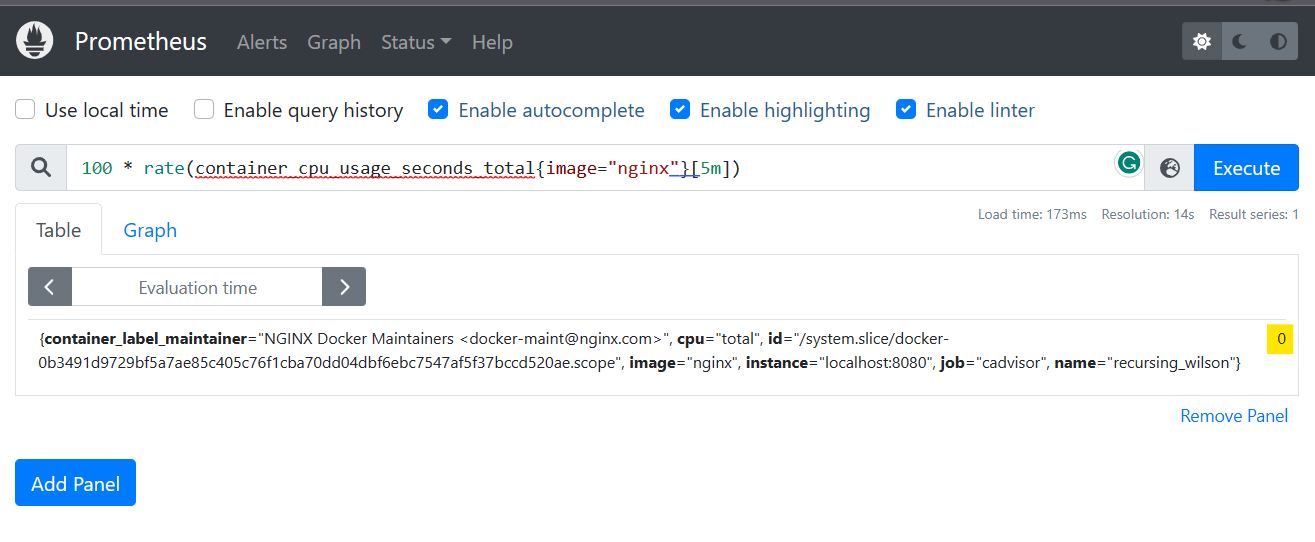 Prometheus Alerts Graph Status Help
Use local time Enable query history Enable autocomplete Enable highlighting Enable linter
100 * rate(container_cpu_usage_seconds_total{image="nginx"}[5m]) Execute
Load time: 173ms Resolution: 14s Result series: 1
Table Graph
Evaluation time
{container_label_maintainer="NGINX Docker Maintainers <docker-maint@nginx.com>", cpu="total", id="/system.slice/docker-
0b3491d9729bf5a7ae85c405c76f1cba70dd04dbf6ebc7547af5f37bccd520ae.scope", image="nginx", instance="localhost:8080", job="cadvisor", name="recursing_wilson"}
0
Remove Panel
Add Panel